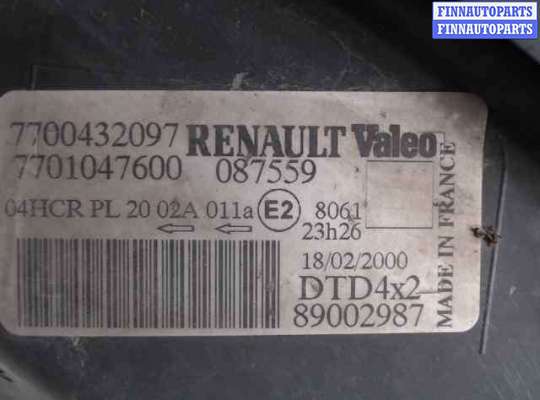 FINNAUTOPARTS
FINNAUTOPARTS
7700432097 RENAULT Valeo
7701047600 087559
04HCR PL 20 02A 011a E2 8061
23h26
18/02/2000
DTD4x2
89002987
MADE IN FRANCE